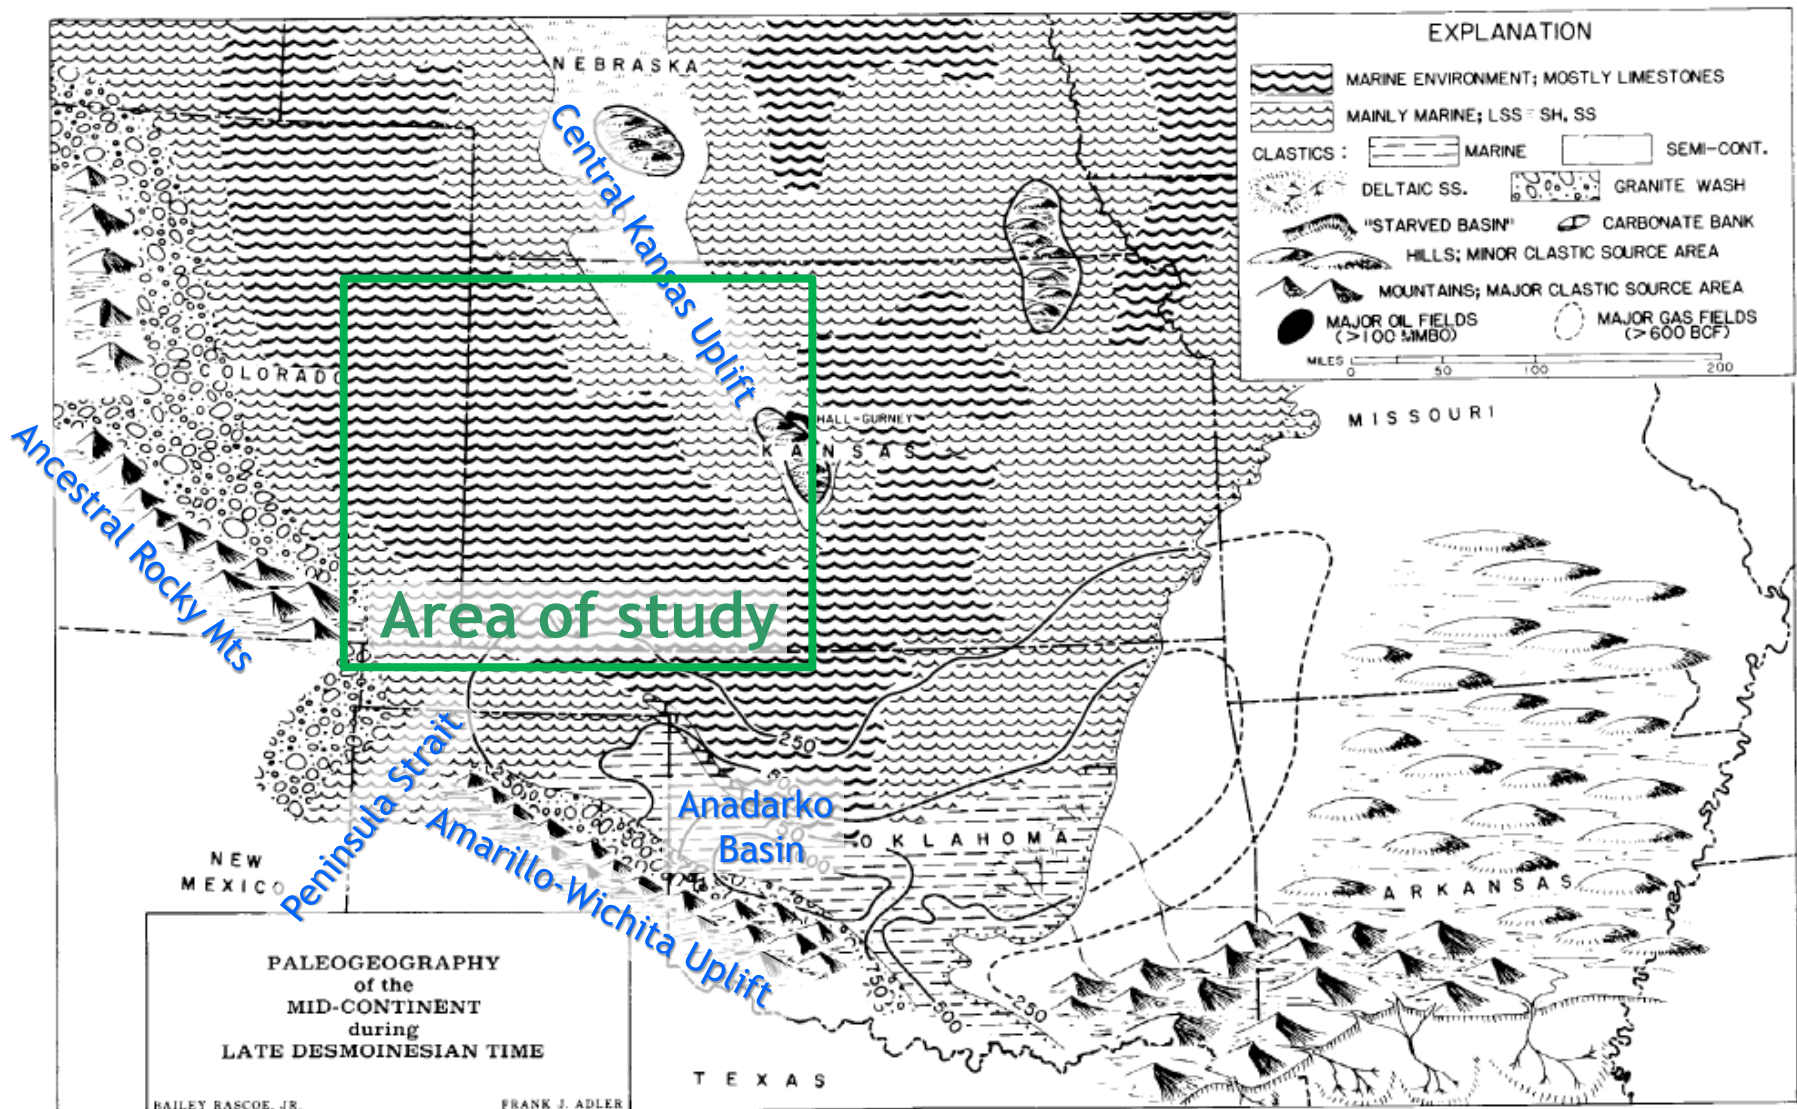 EXPLANATION
MARINE ENVIRONMENT; MOSTLY LIMESTONES
MAINLY MARINE; LSS SH, SS
CLASTICS: MARINE SEMI-CONT.
DELTAIC SS. GRANITE WASH
"STARVED BASIN" CARBONATE BANK
HILLS; MINOR CLASTIC SOURCE AREA
MOUNTAINS; MAJOR CLASTIC SOURCE AREA
MAJOR OIL FIELDS
(>100 MMBO)
MAJOR GAS FIELDS
(>600 BCF)
MILES 0 50 100 200
NEBRASKA
Central Kansas Uplift
COLORADO
MISSOURI
HALL-GURNEY
KANSAS
Ancestral Rocky Mts
Area of study
Peninsula Strait
250
Anadarko
Basin
OKLAHOMA
Amarillo-Wichita Uplift
NEW
MEXICO
ARKANSAS
750
500
250
TEXAS
PALEOGEOGRAPHY
of the
MID-CONTINENT
during
LATE DESMOINESIAN TIME
BAILEY RASCOE, JR. FRANK J. ADLER